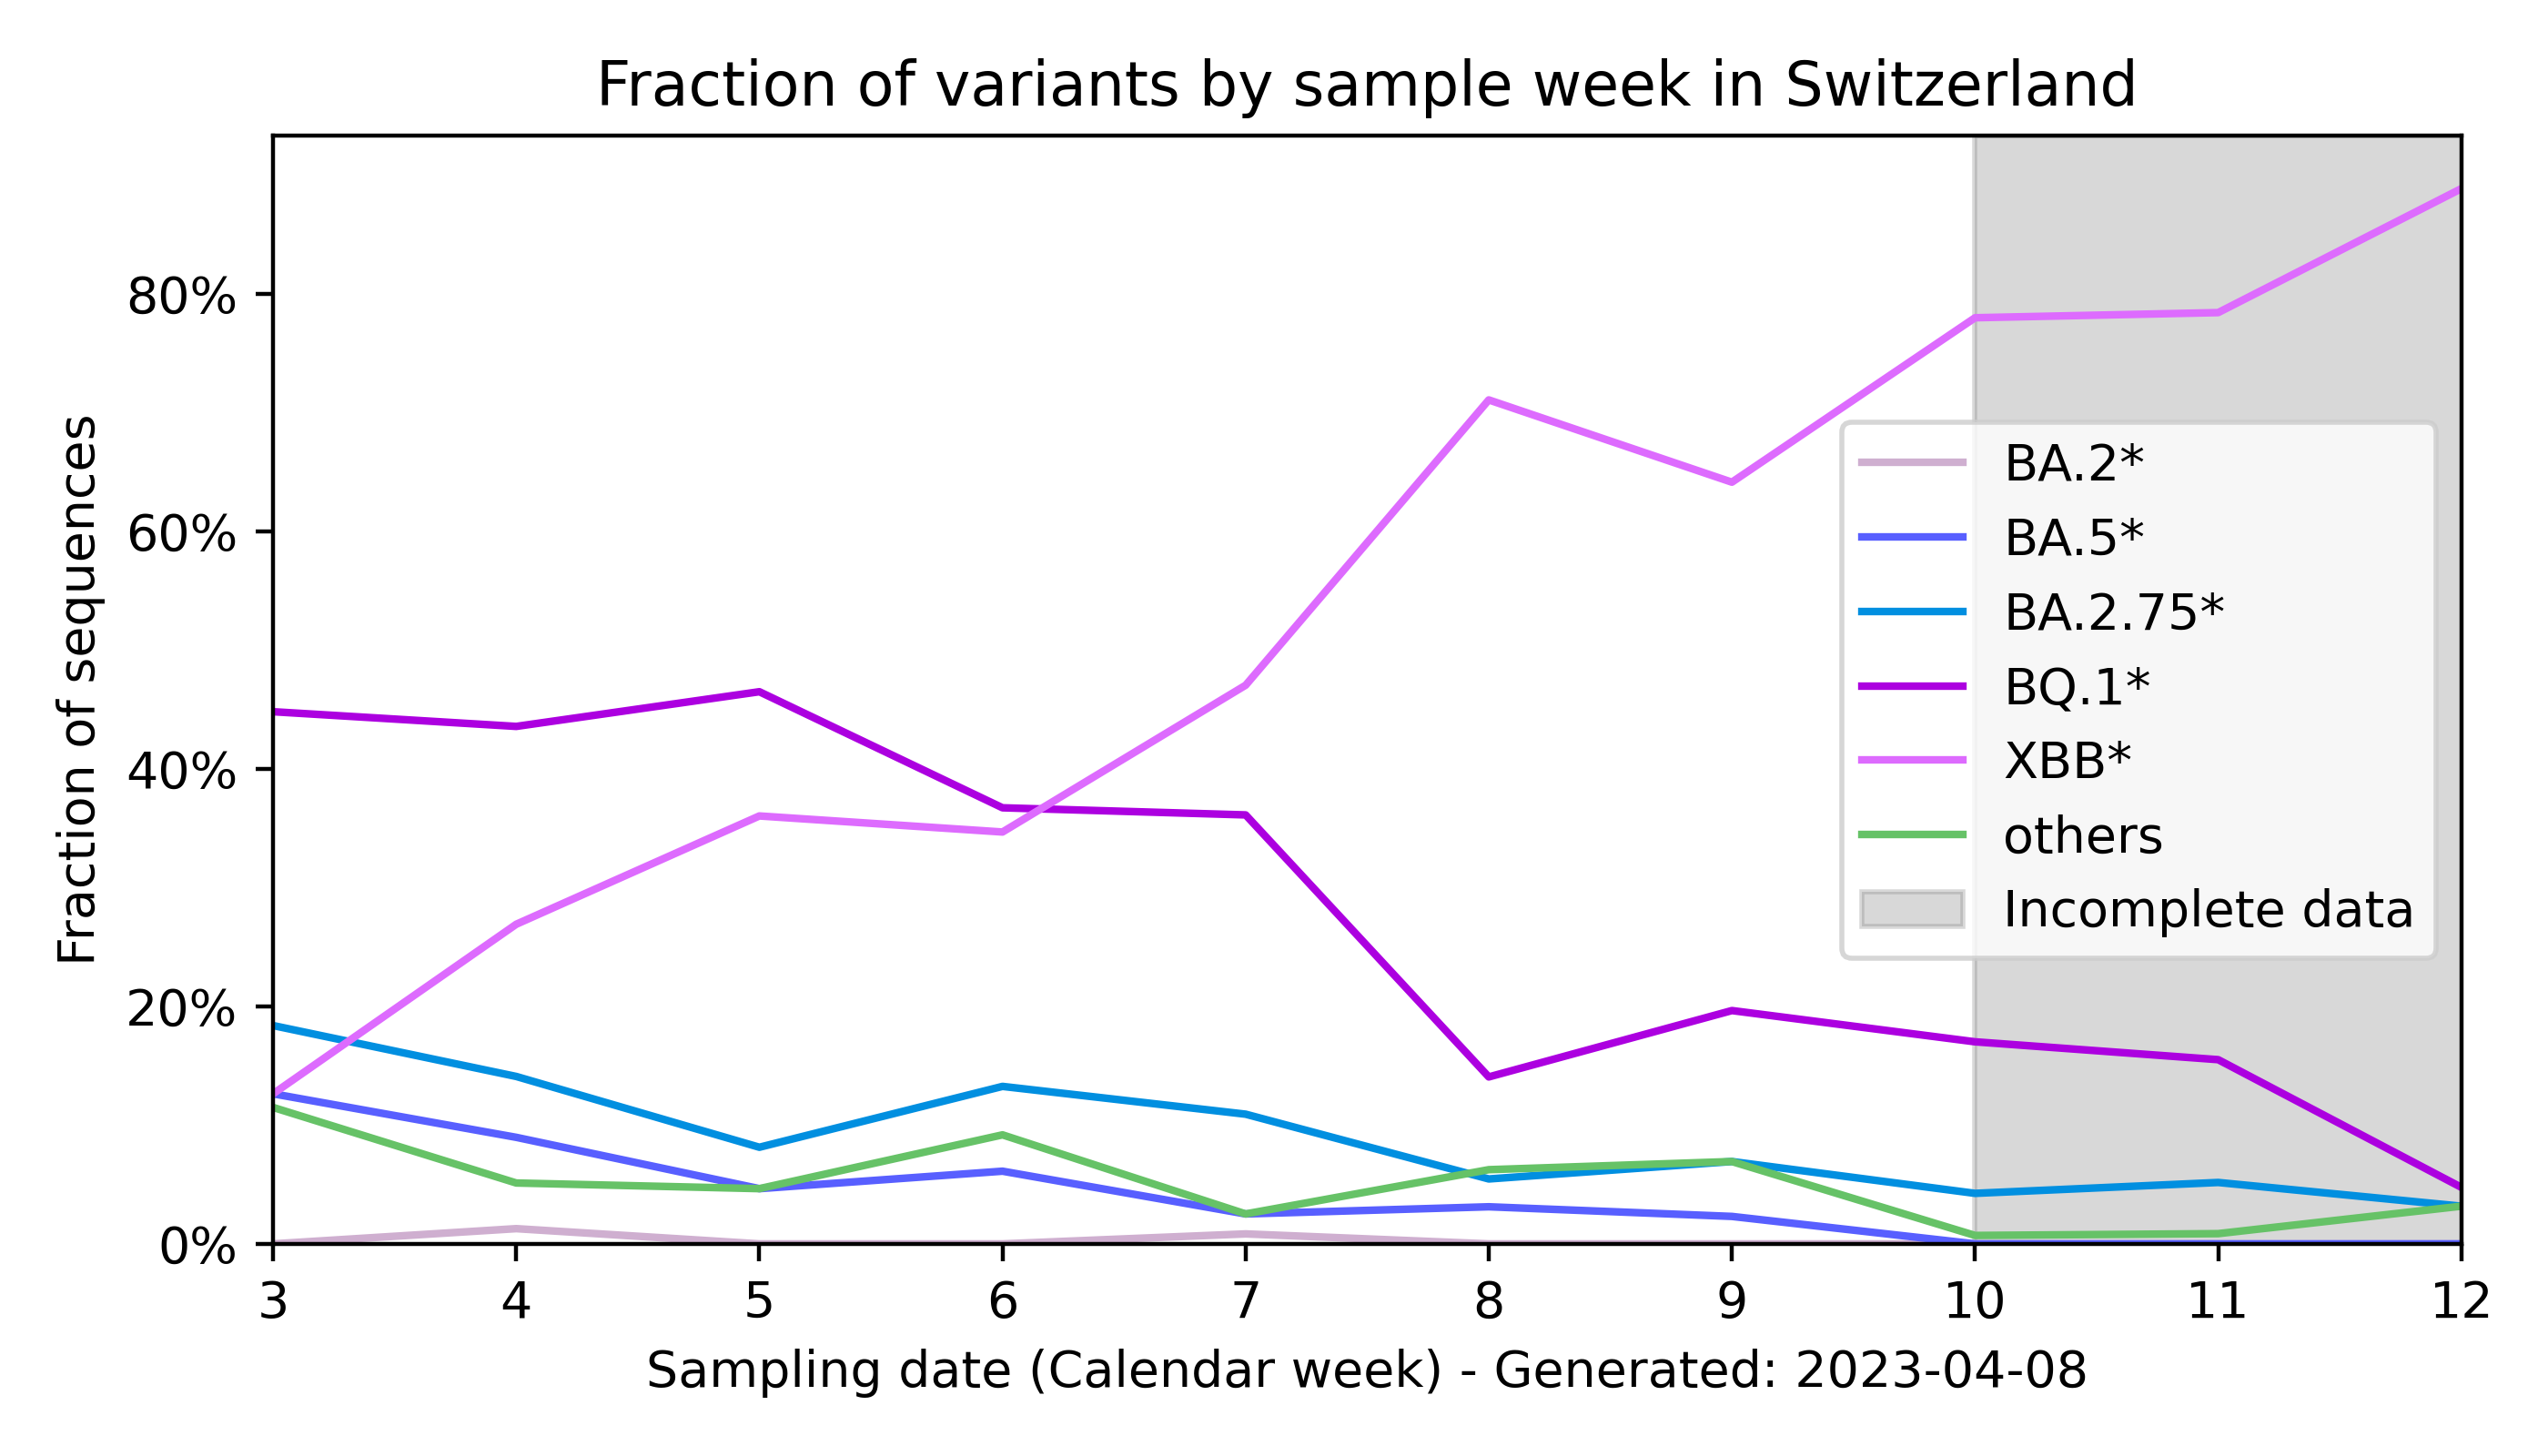 Fraction of variants by sample week in Switzerland
Fraction of sequences
80%
60%
40%
20%
0%
BA.2*
BA.5*
BA.2.75*
BQ.1*
XBB*
others
Incomplete data
3 4 5 6 7 8 9 10 11 12
Sampling date (Calendar week) - Generated: 2023-04-08